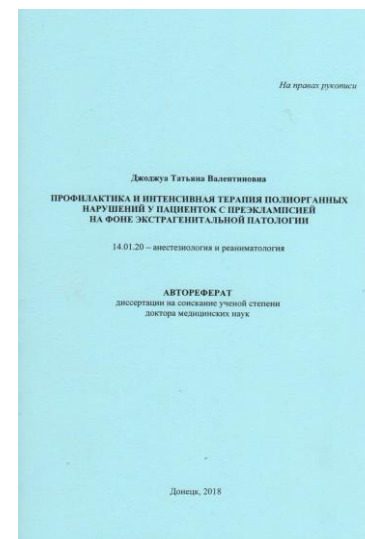 На правах рукописи
Джоджуа Татьяна Валентиновна
ПРОФИЛАКТИКА И ИНТЕНСИВНАЯ ТЕРАПИЯ ПОЛИОРГАННЫХ
НАРУШЕНИЙ У ПАЦИЕНТОК С ПРЕЭКЛАМПСИЕЙ
НА ФОНЕ ЭКСТРАГЕНИТАЛЬНОЙ ПАТОЛОГИИ
14.01.20 – анестезиология и реаниматология
АВТОРЕФЕРАТ
диссертации на соискание ученой степени
доктора медицинских наук
Донецк, 2018